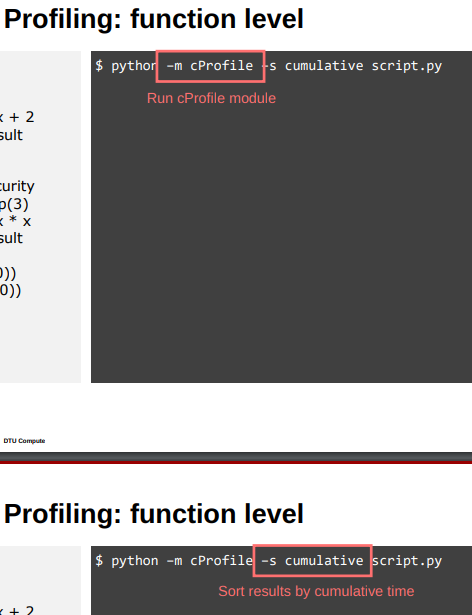 Profiling: function level
$ python -m cProfile -s cumulative script.py
Run cProfile module
x + 2
sult
curity
p(3)
x * x
sult
0))
0))
DTU Compute
Profiling: function level
$ python -m cProfile -s cumulative script.py
Sort results by cumulative time
x + 2